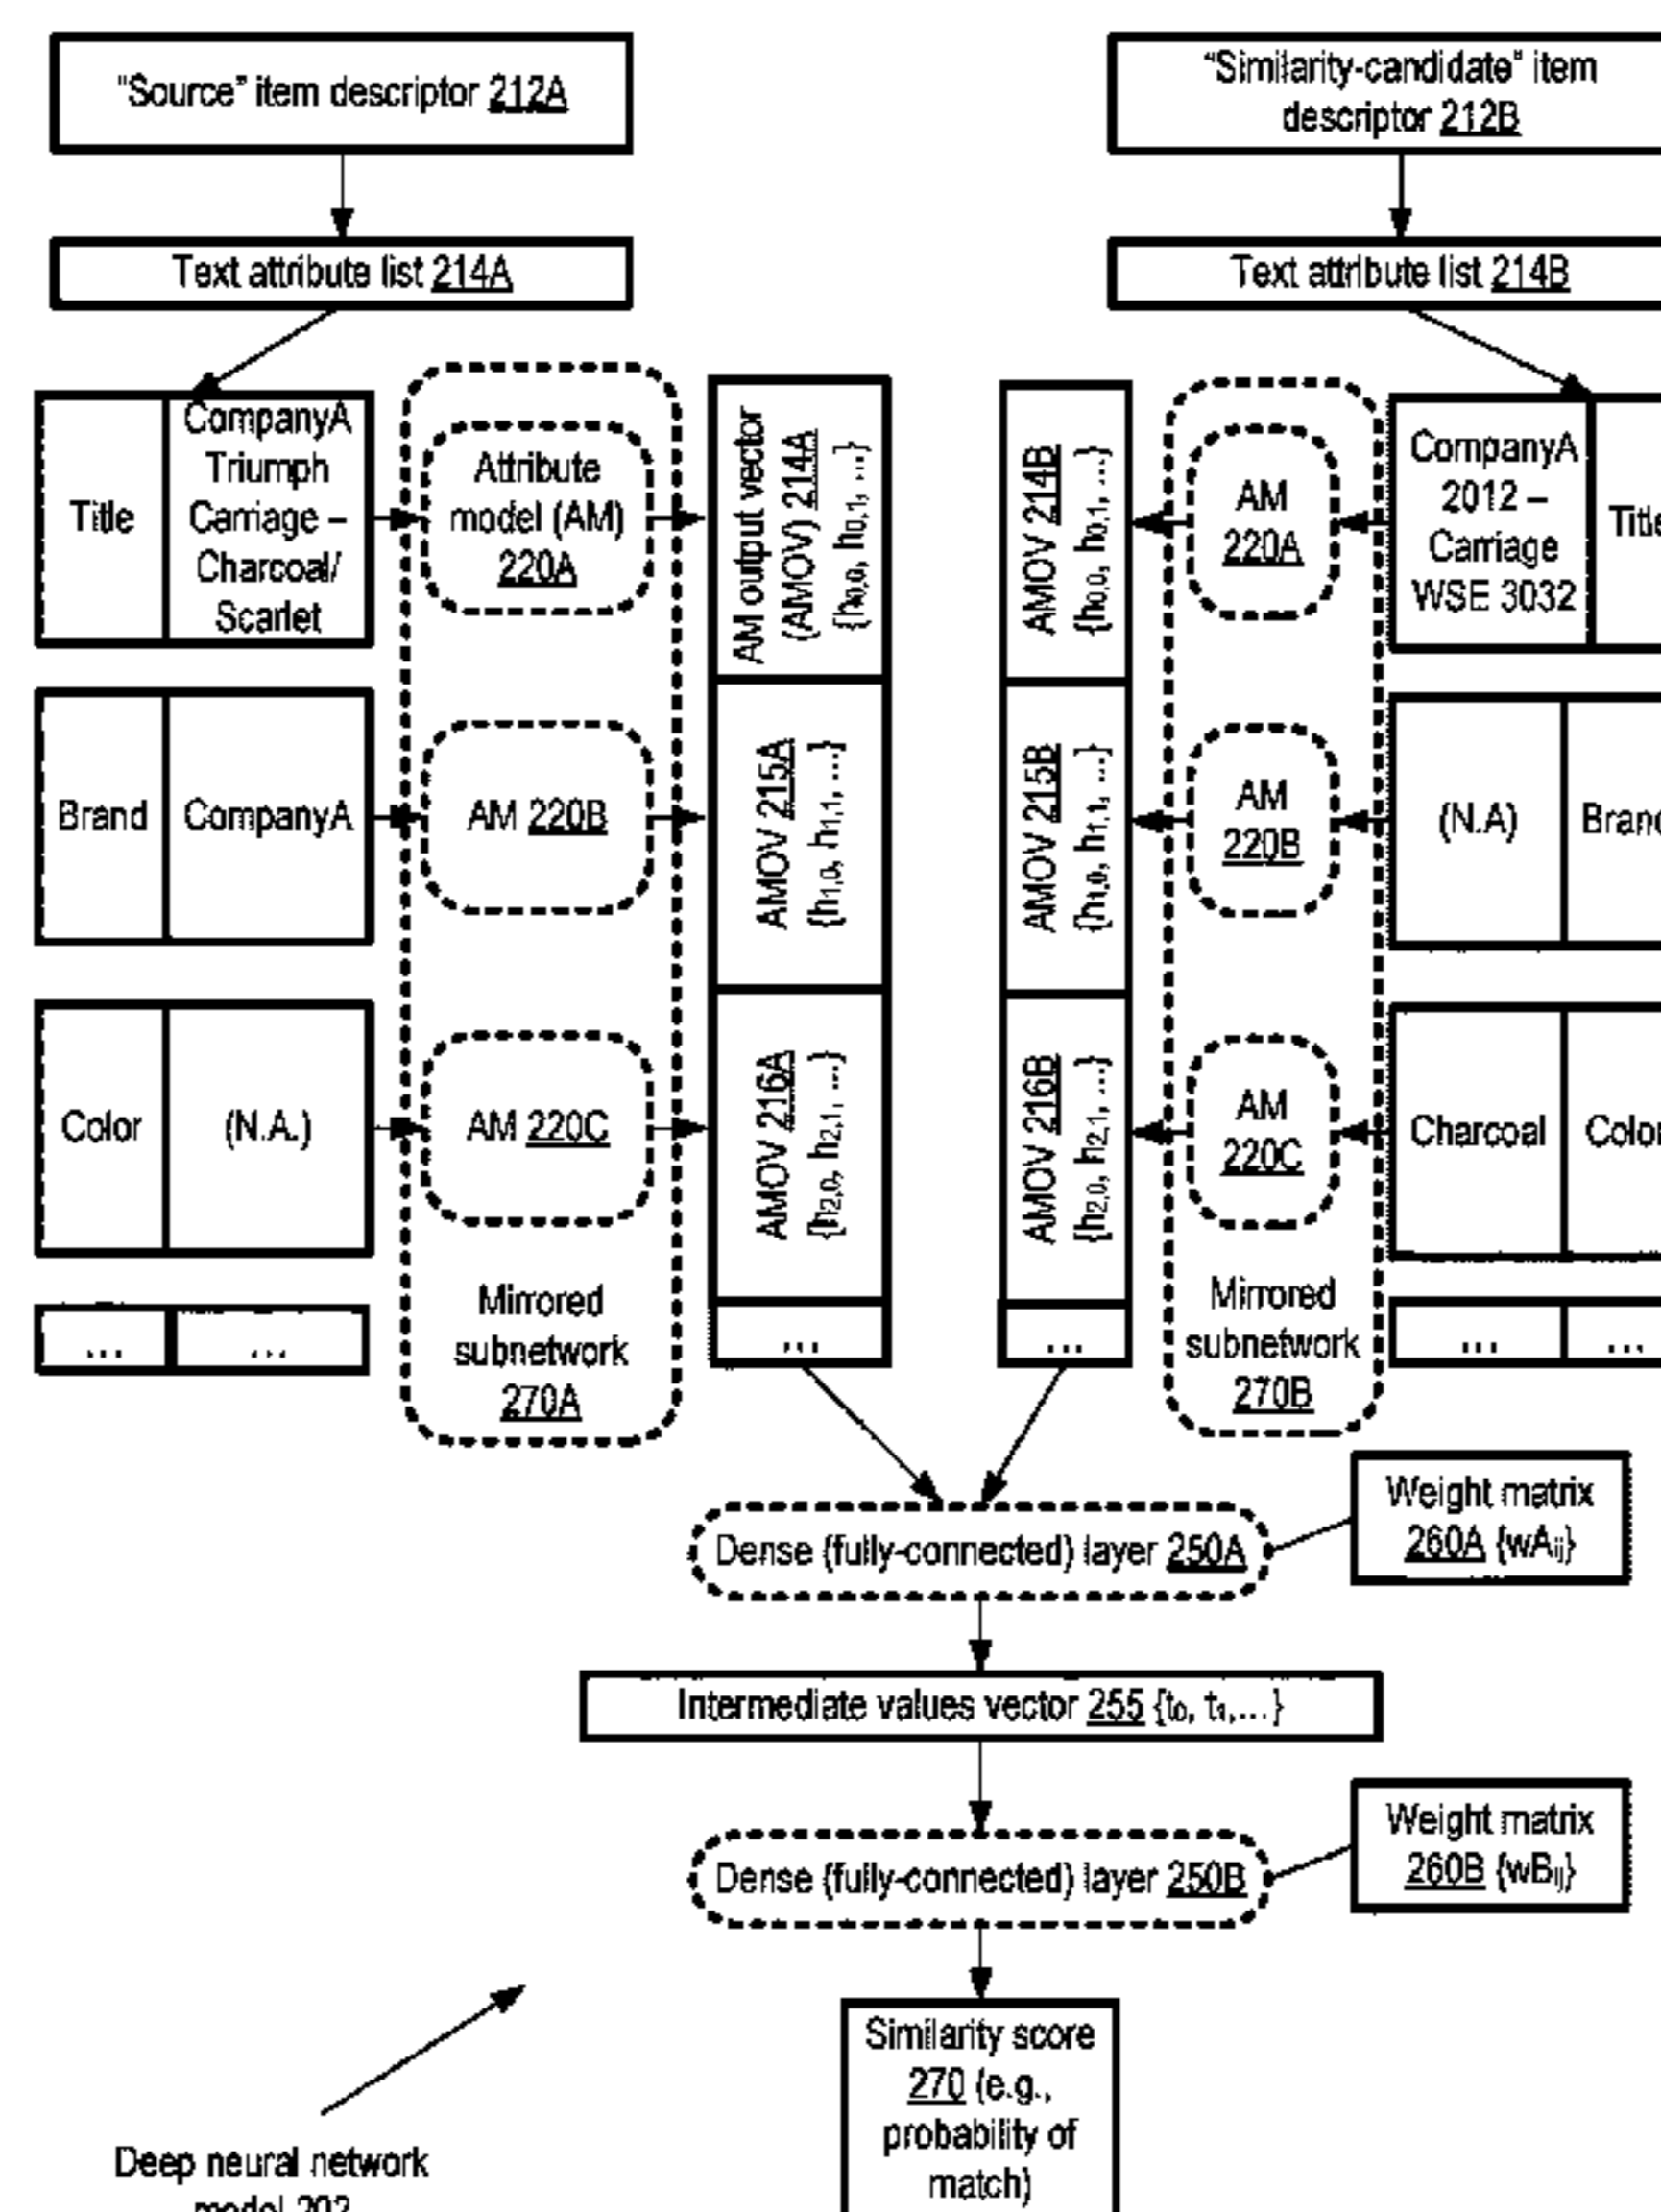 "Source" item descriptor 212A
"Similarity-candidate" item
descriptor 212B
Text attribute list 214A
Text attribute list 214B
Title
CompanyA
Triumph
Carriage –
Charcoal/
Scarlet
Attribute
model (AM)
220A
AM output vector
(AMOV) 214A
{h0,0, h0,1, ...}
AMOV 214B
{h0,0, h0,1, ...}
AM
220A
CompanyA
2012 –
Carriage
WSE 3032
Title
Brand
CompanyA
AM 220B
AMOV 215A
{h1,0, h1,1, ...}
AMOV 215B
{h1,0, h1,1, ...}
AM
220B
(N.A)
Brand
Color
(N.A.)
AM 220C
AMOV 216A
{h2,0, h2,1, ...}
AMOV 216B
{h2,0, h2,1, ...}
AM
220C
Charcoal
Color
...
...
Mirrored
subnetwork
270A
...
...
Mirrored
subnetwork
270B
...
...
Dense (fully-connected) layer 250A
Weight matrix
260A {wAij}
Intermediate values vector 255 {t0, t1,...}
Dense (fully-connected) layer 250B
Weight matrix
260B {wBij}
Similarity score
270 (e.g.,
probability of
match)
Deep neural network
model 202